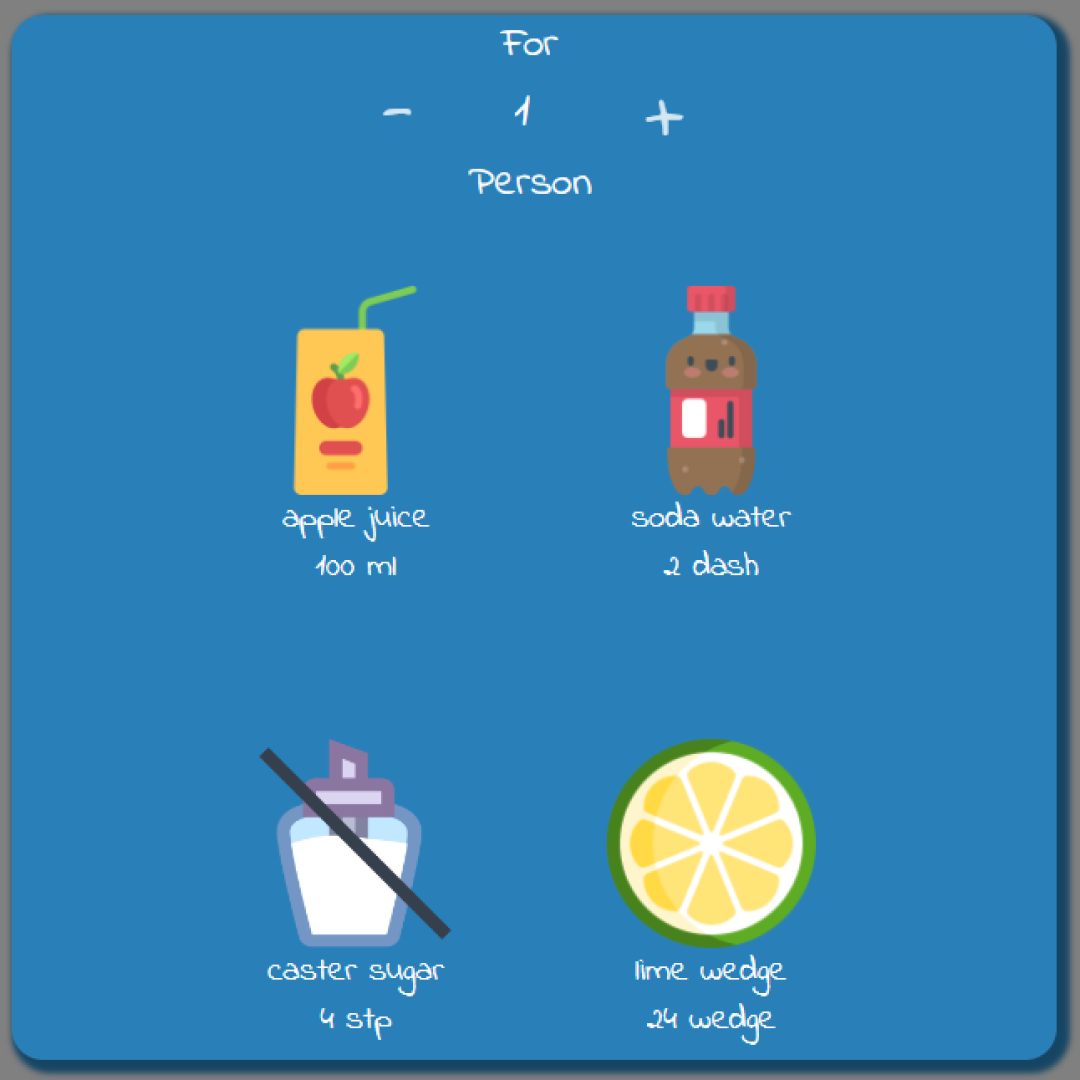 For
- 1 +
Person
apple juice
100 ml
soda water
2 dash
caster sugar
4 stp
lime wedge
24 wedge